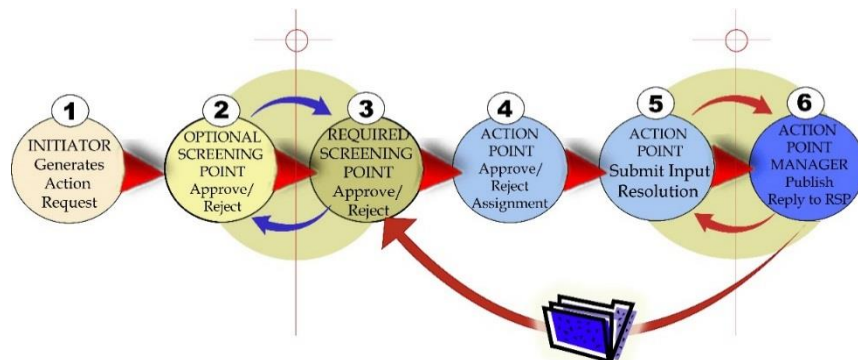 1
INITIATOR
Generates
Action
Request
2
OPTIONAL
SCREENING
POINT
Approve/
Reject
3
REQUIRED
SCREENING
POINT
Approve/
Reject
4
ACTION
POINT
Approve/
Reject
Assignment
5
ACTION
POINT
Submit Input
Resolution
6
ACTION
POINT
MANAGER
Publish
Reply to RSP